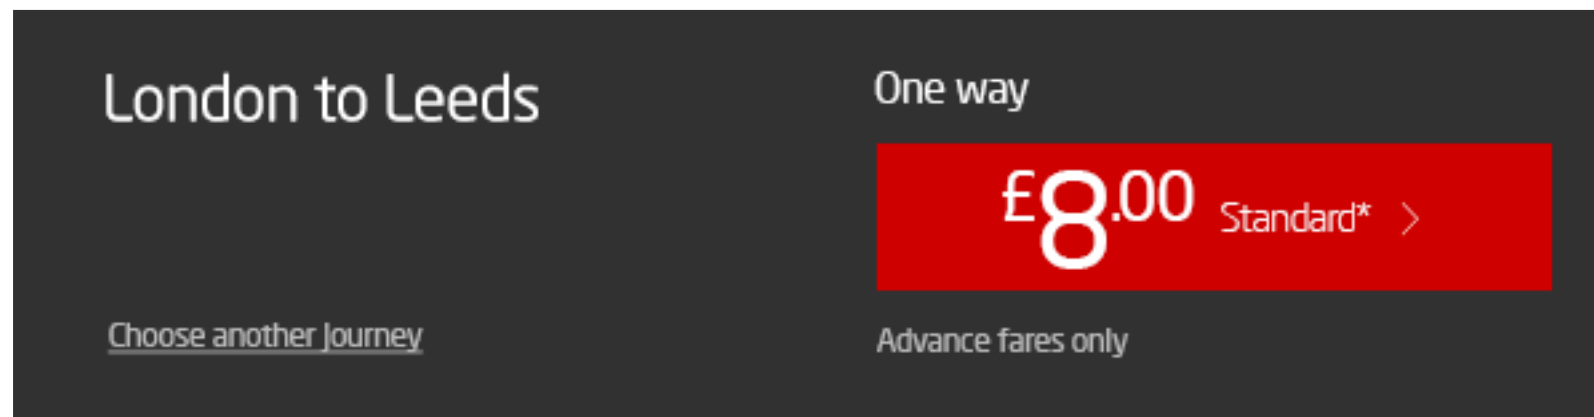 London to Leeds
One way
£8.00 Standard* >
Choose another Journey
Advance fares only